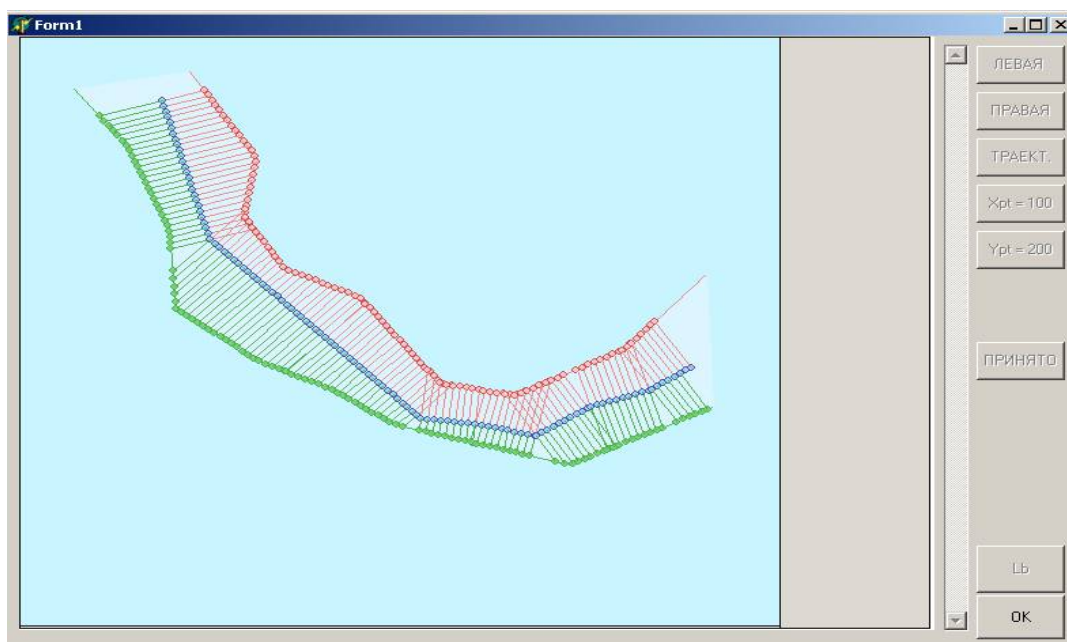 Form1
ЛЕВАЯ
ПРАВАЯ
ТРАЕКТ.
Xpt = 100
Ypt = 200
ПРИНЯТО
Lb
OK